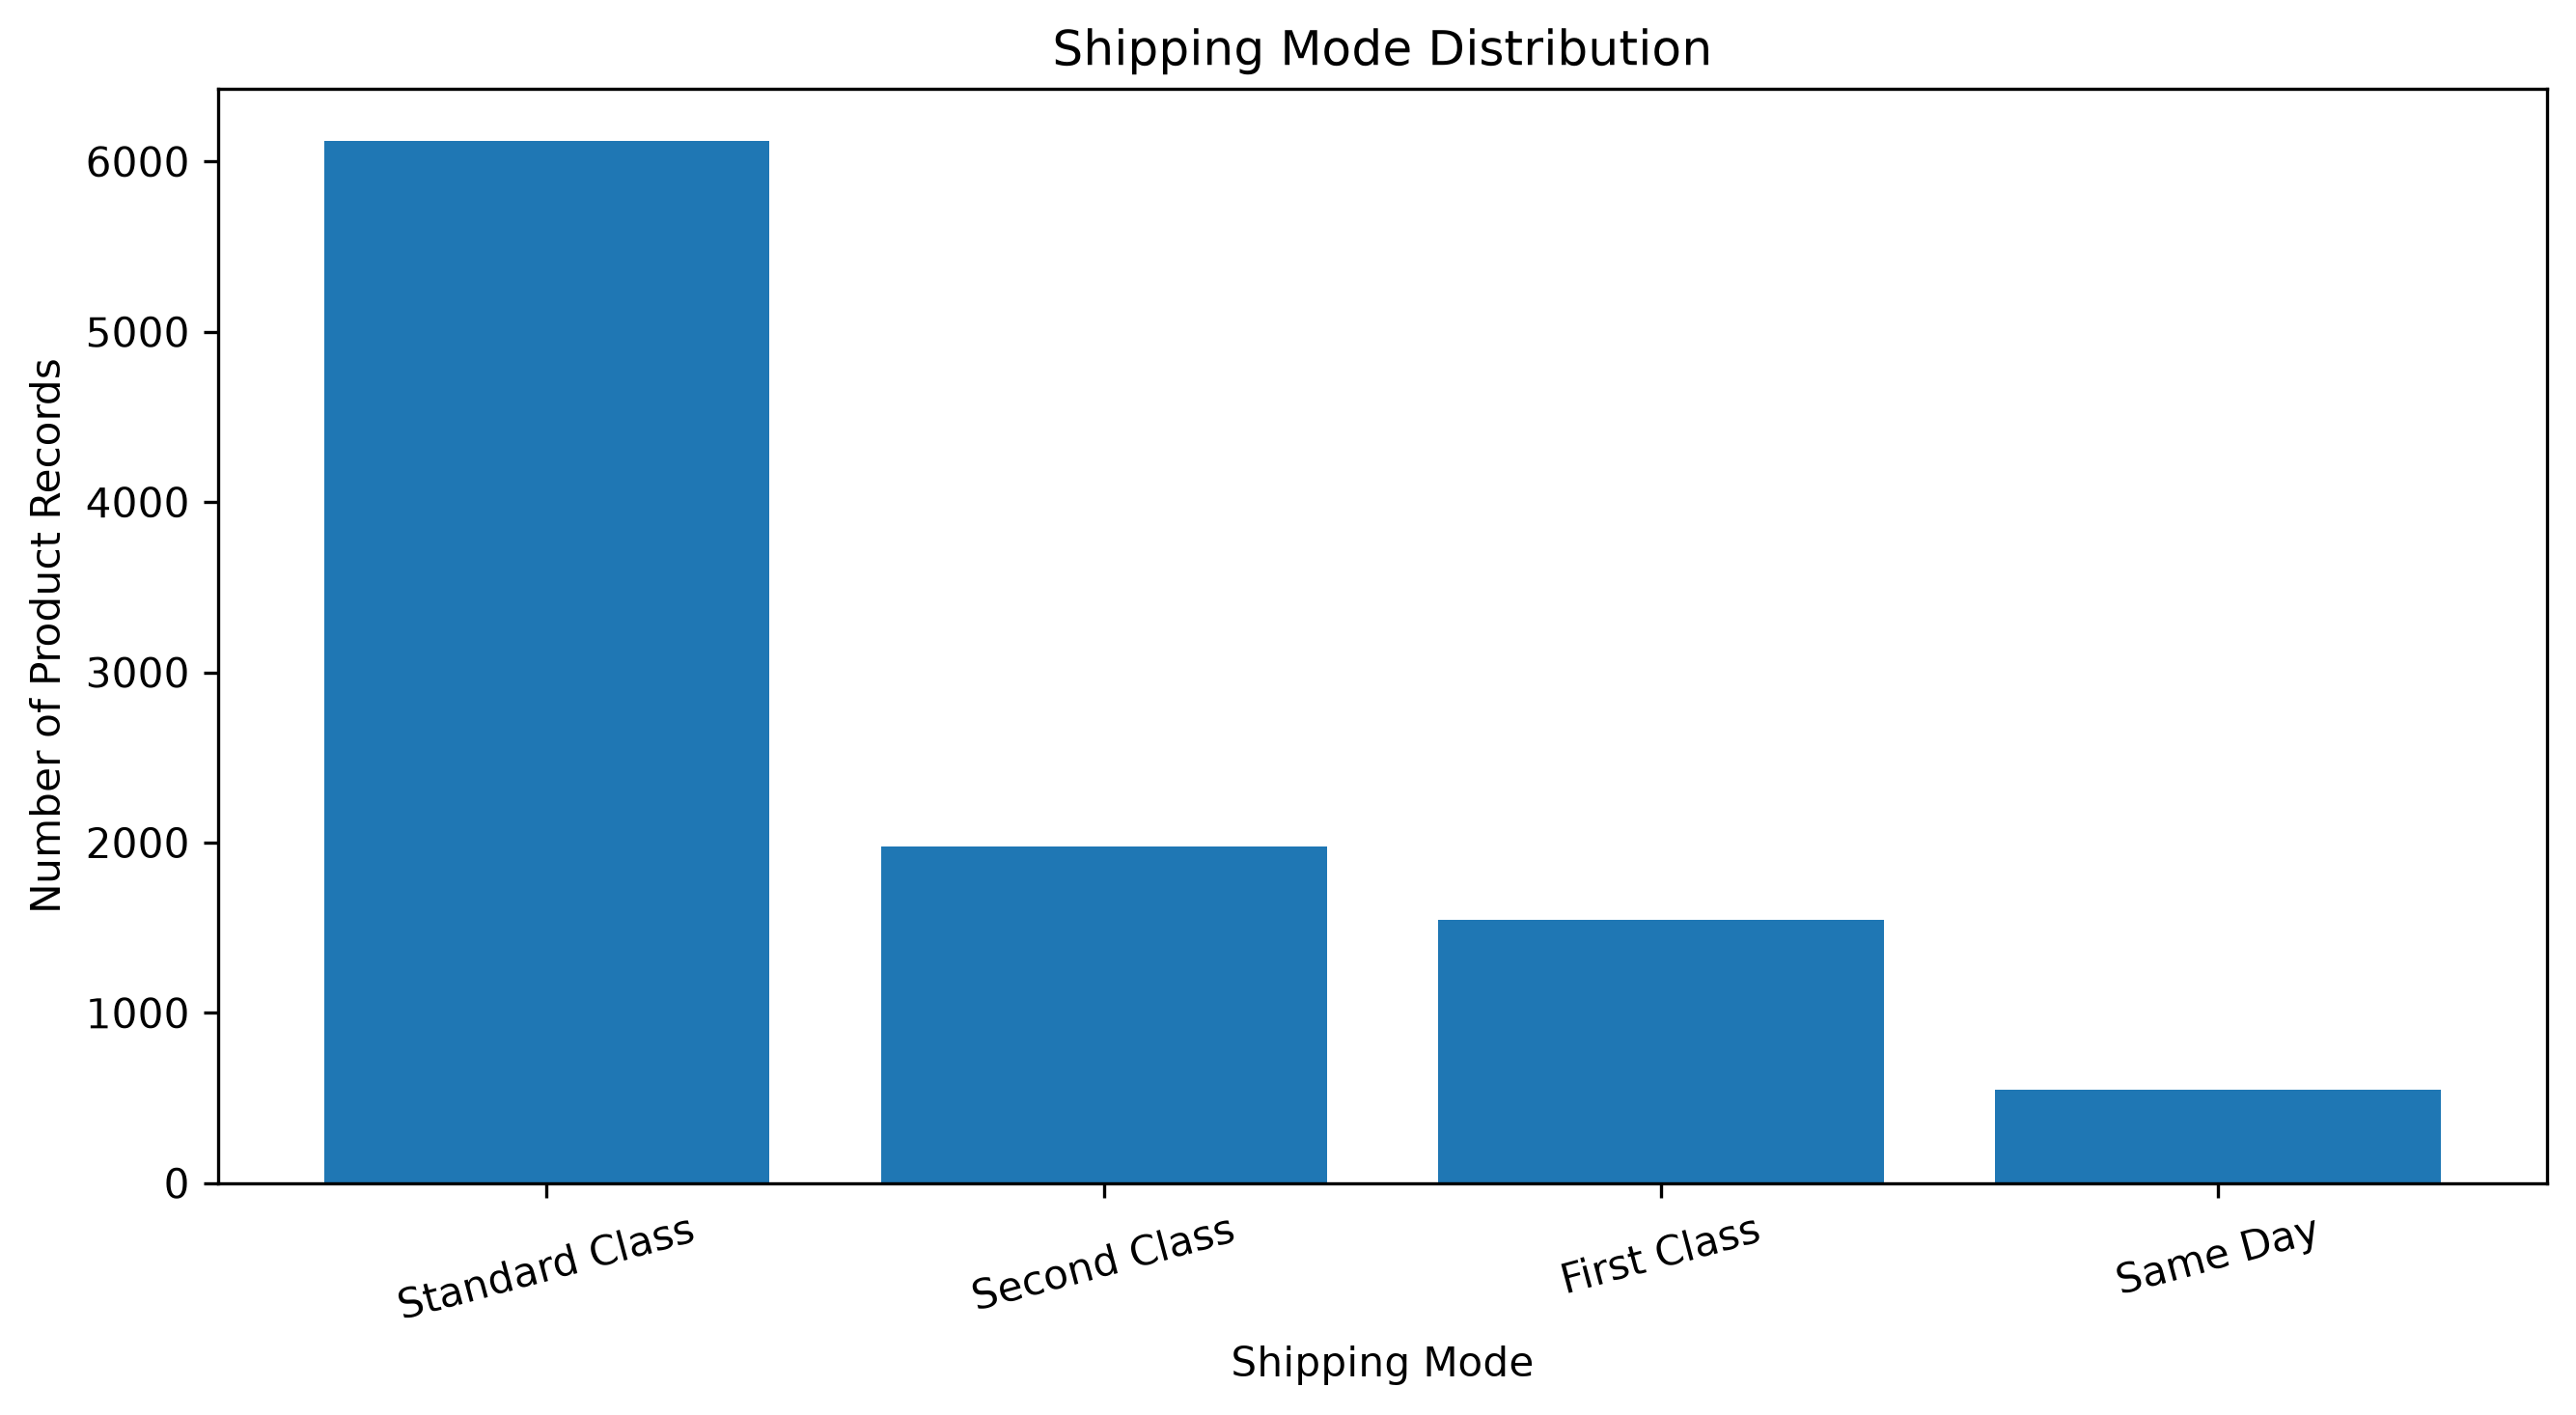 Shipping Mode Distribution
Number of Product Records
6000
5000
4000
3000
2000
1000
0
Standard Class
Second Class
First Class
Same Day
Shipping Mode